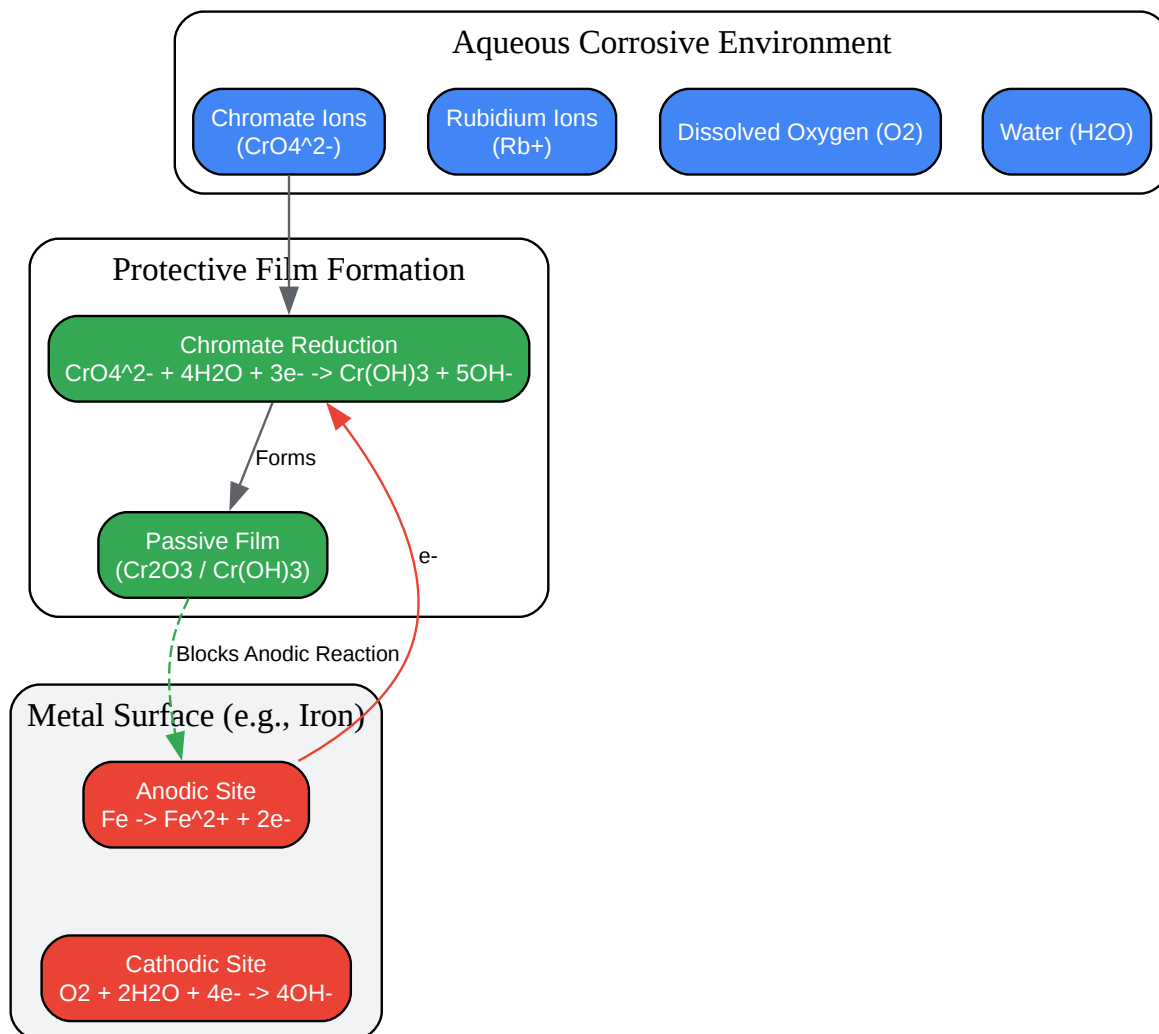 Aqueous Corrosive Environment
Chromate Ions
(CrO4^2-)
Rubidium Ions
(Rb+)
Dissolved Oxygen (O2)
Water (H2O)
Protective Film Formation
Chromate Reduction
CrO4^2- + 4H2O + 3e- -> Cr(OH)3 + 5OH-
Forms
Passive Film
(Cr2O3 / Cr(OH)3)
e-
Blocks Anodic Reaction
Metal Surface (e.g., Iron)
Anodic Site
Fe -> Fe^2+ + 2e-
Cathodic Site
O2 + 2H2O + 4e- -> 4OH-